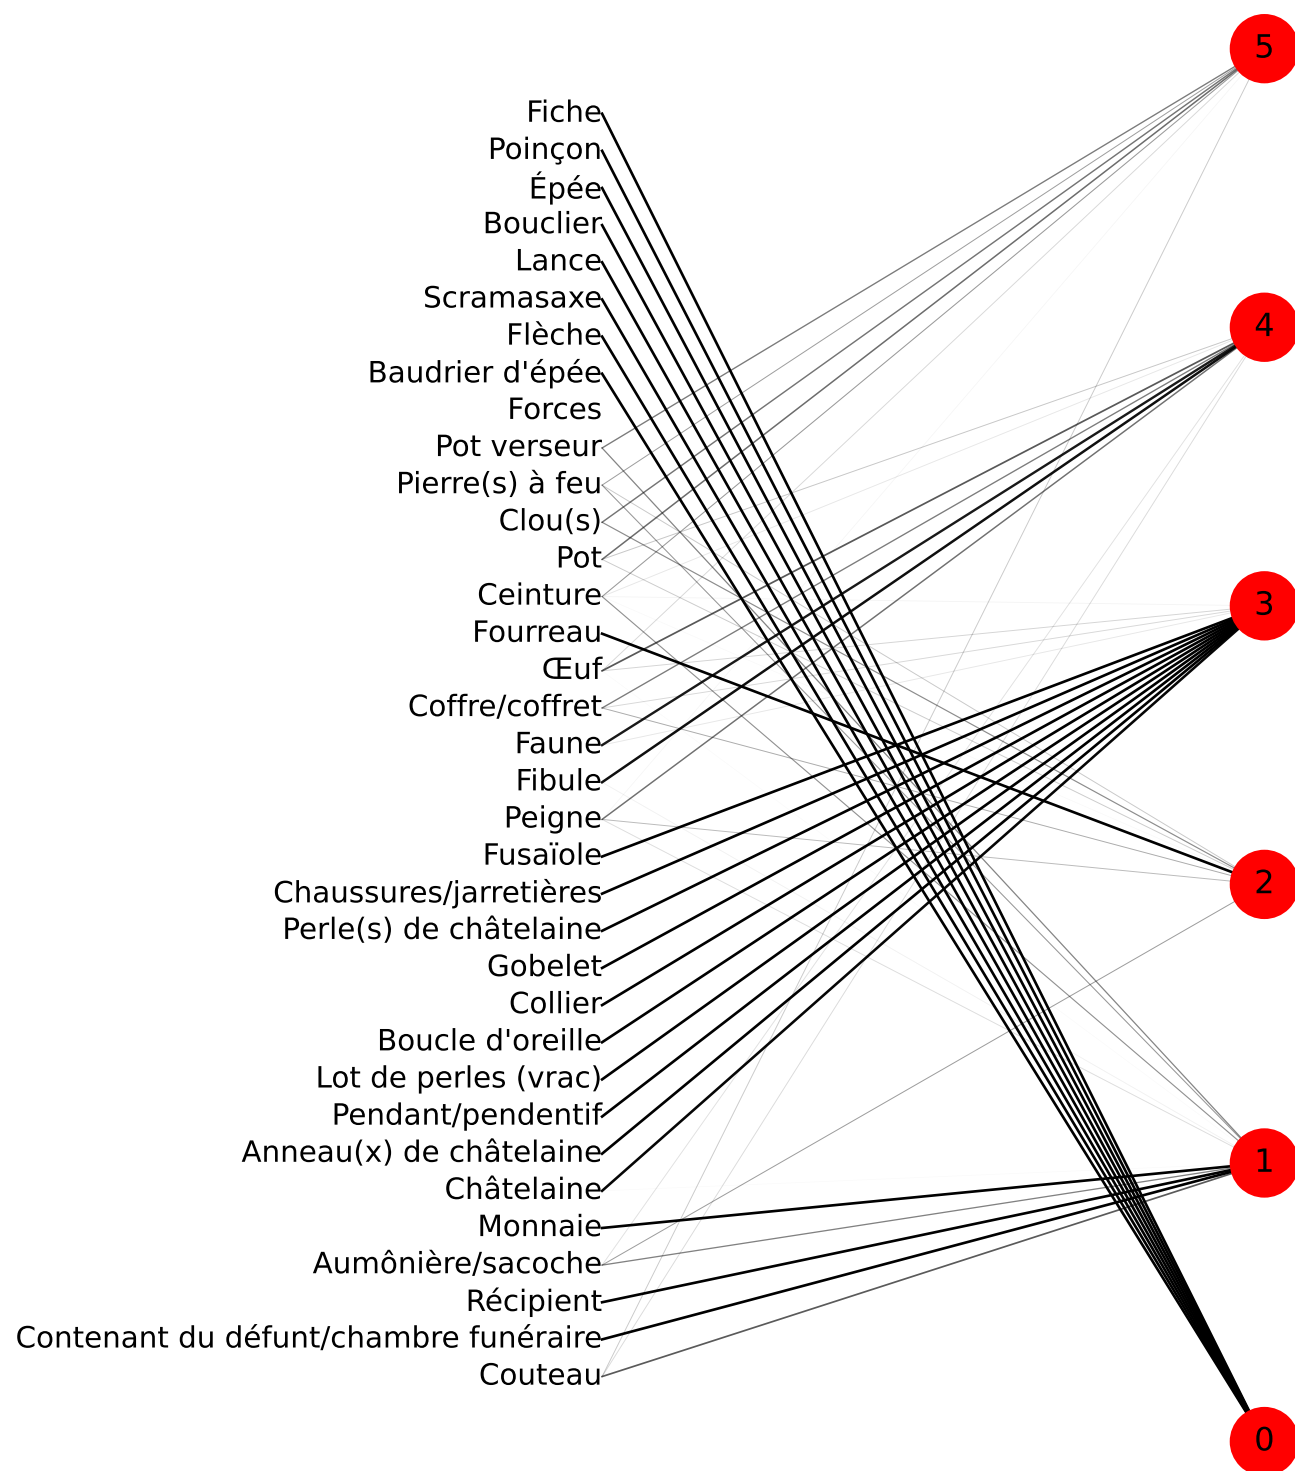 Fiche
Poinçon
Épée
Bouclier
Lance
Scramasaxe
Flèche
Baudrier d'épée
Forces
Pot verseur
Pierre(s) à feu
Clou(s)
Pot
Ceinture
Fourreau
Œuf
Coffre/coffret
Faune
Fibule
Peigne
Fusaïole
Chaussures/jarretières
Perle(s) de châtelaine
Gobelet
Collier
Boucle d'oreille
Lot de perles (vrac)
Pendant/pendentif
Anneau(x) de châtelaine
Châtelaine
Monnaie
Aumônière/sacoche
Récipient
Contenant du défunt/chambre funéraire
Couteau
5
4
3
2
1
0